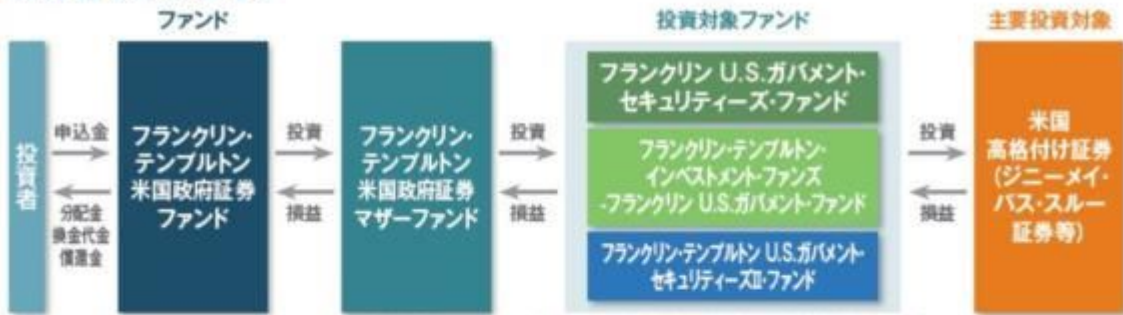 ファンド
投資対象ファンド
主要投資対象
投資者
申込金
分配金
換金代金
償還金
フランクリン・
テンプルトン
米国政府証券
ファンド
投資
損益
フランクリン・
テンプルトン
米国政府証券
マザーファンド
投資
損益
フランクリン U.S.ガバメント・
セキュリティーズ・ファンド
フランクリン・テンプルトン・
インベストメント・ファンズ
-フランクリン U.S.ガバメント・ファンド
フランクリン・テンプルトン U.S.ガバメント・
セキュリティーズII・ファンド
投資
損益
米国
高格付け証券
(ジニーメイ・
パス・スルー
証券等)